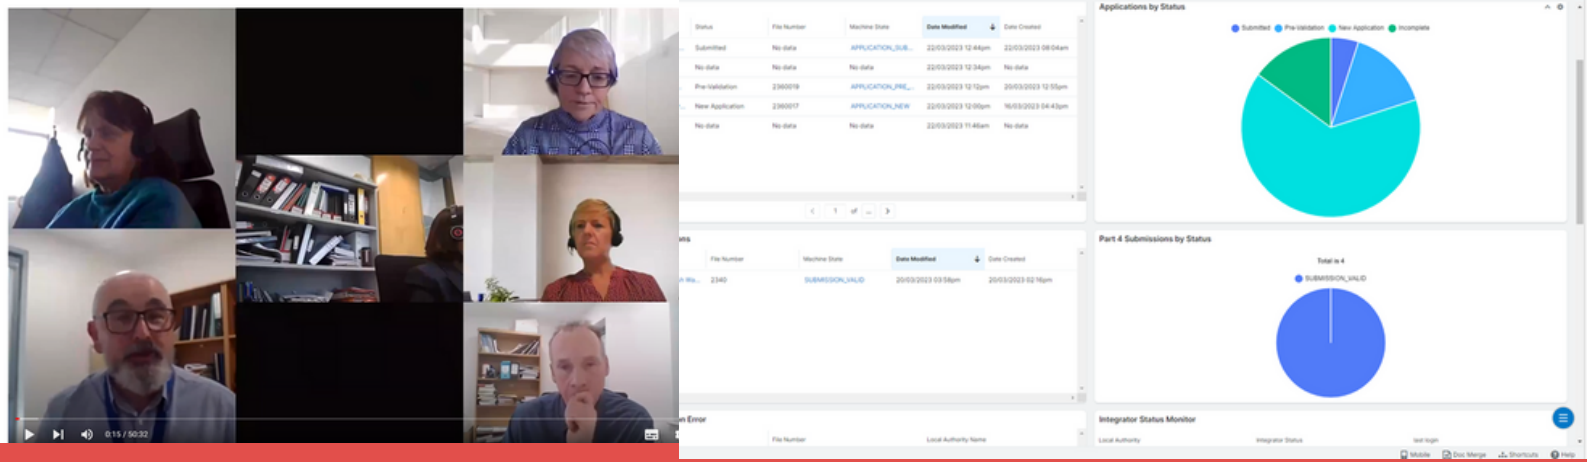 0:15 / 50:32
Status File Number Machine State Date Modified Date Created
Submitted No data APPLICATION_SUB... 22/03/2023 12:44pm 22/03/2023 08:04am
No data No data No data 22/03/2023 12:34pm No data
Pre-Validation 2360019 APPLICATION_PRE_... 22/03/2023 12:12pm 20/03/2023 12:55pm
New Application 2360017 APPLICATION_NEW 22/03/2023 12:00pm 16/03/2023 04:43pm
No data No data No data 22/03/2023 11:46am No data
1 of ...
ons
File Number Machine State Date Modified Date Created
2340 SUBMISSION_VALID 20/03/2023 03:58pm 20/03/2023 02:16pm
on Error
File Number Local Authority Name
Applications by Status
Submitted Pre-Validation New Application Incomplete
Part 4 Submissions by Status
Total is 4
SUBMISSION_VALID
Integrator Status Monitor
Local Authority Integrator Status last login
Mobile Doc Merge Shortcuts Help